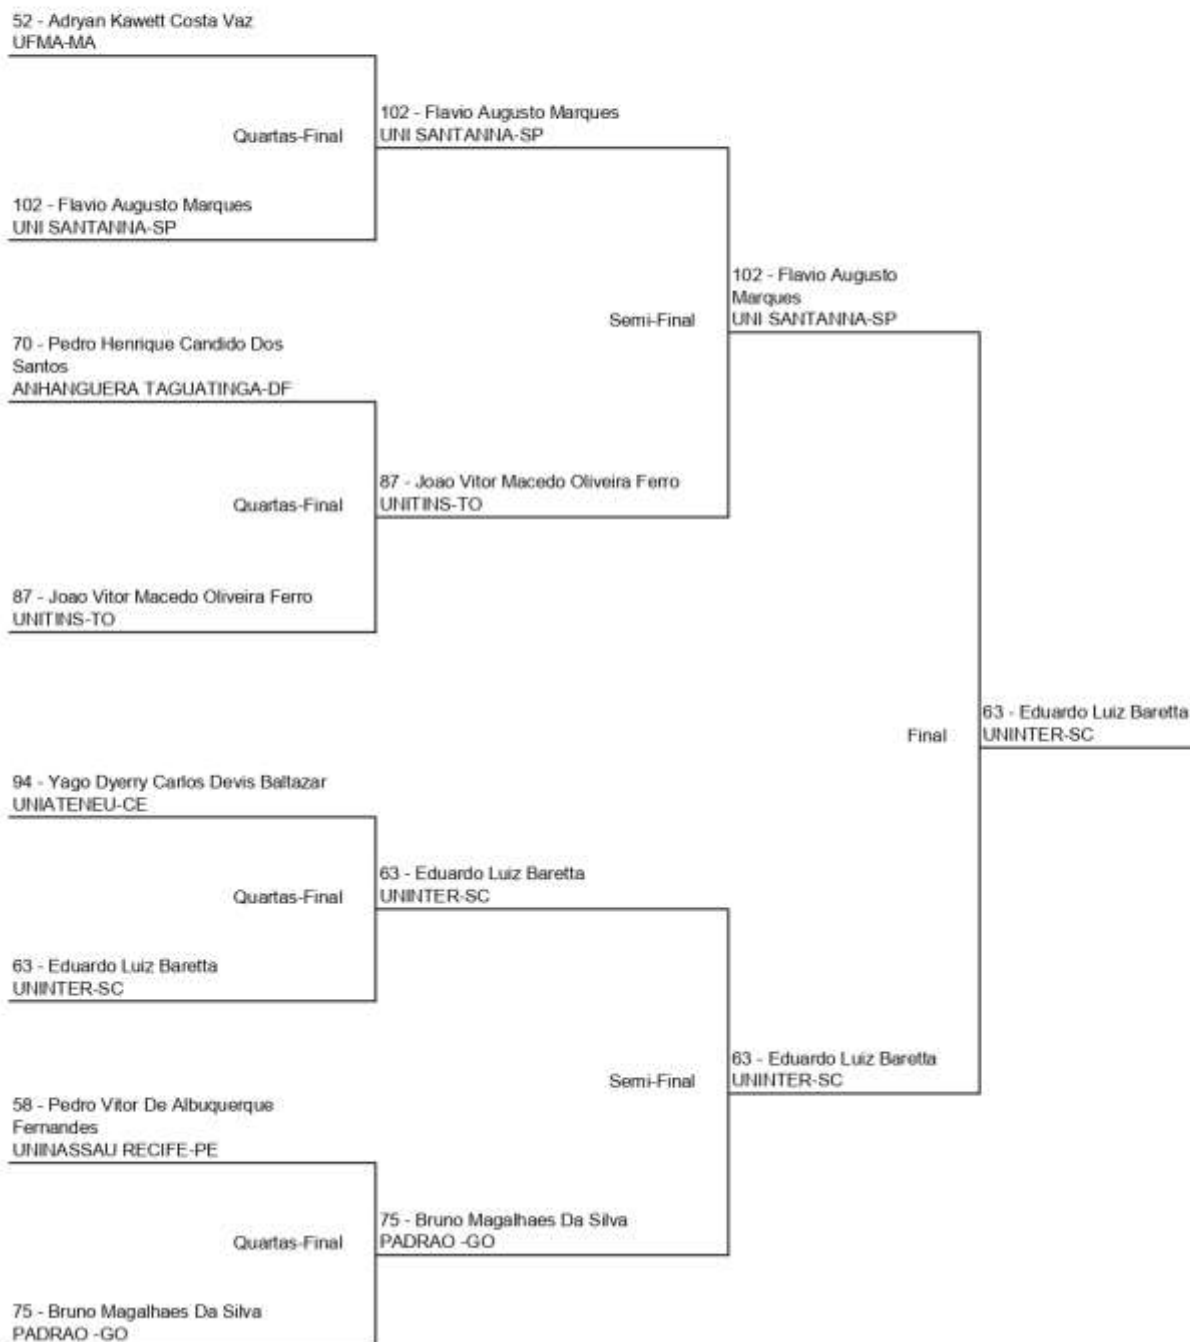 52 - Adryan Kawett Costa Vaz
UFMA-MA
Quartas-Final
102 - Flavio Augusto Marques
UNI SANTANNA-SP
102 - Flavio Augusto Marques
UNI SANTANNA-SP
Semi-Final
102 - Flavio Augusto
Marques
UNI SANTANNA-SP
70 - Pedro Henrique Candido Dos
Santos
ANHANGUERA TAGUATINGA-DF
Quartas-Final
87 - Joao Vitor Macedo Oliveira Ferro
UNITINS-TO
87 - Joao Vitor Macedo Oliveira Ferro
UNITINS-TO
Final
63 - Eduardo Luiz Baretta
UNINTER-SC
94 - Yago Dyerry Carlos Devis Baltazar
UNIATENEU-CE
Quartas-Final
63 - Eduardo Luiz Baretta
UNINTER-SC
63 - Eduardo Luiz Baretta
UNINTER-SC
Semi-Final
63 - Eduardo Luiz Baretta
UNINTER-SC
58 - Pedro Vitor De Albuquerque
Fernandes
UNINASSAU RECIFE-PE
Quartas-Final
75 - Bruno Magalhaes Da Silva
PADRAO -GO
75 - Bruno Magalhaes Da Silva
PADRAO -GO